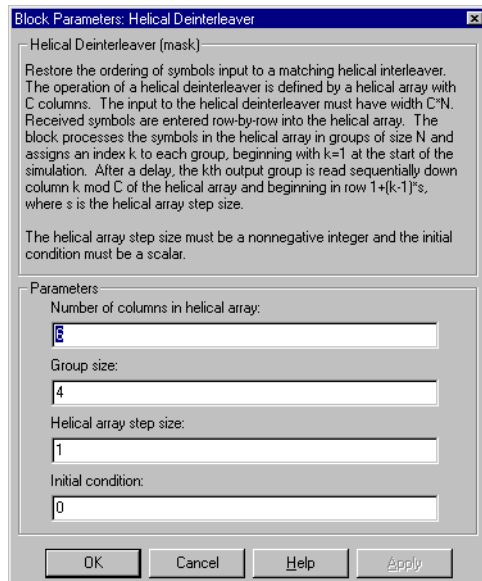 Block Parameters: Helical Deinterleaver
Helical Deinterleaver (mask)
Restore the ordering of symbols input to a matching helical interleaver.
The operation of a helical deinterleaver is defined by a helical array with
C columns. The input to the helical deinterleaver must have width C*N.
Received symbols are entered row-by-row into the helical array. The
block processes the symbols in the helical array in groups of size N and
assigns an index k to each group, beginning with k=1 at the start of the
simulation. After a delay, the kth output group is read sequentially down
column k mod C of the helical array and beginning in row 1+(k-1)*s,
where s is the helical array step size.
The helical array step size must be a nonnegative integer and the initial
condition must be a scalar.
Parameters
Number of columns in helical array:
6
Group size:
4
Helical array step size:
1
Initial condition:
0
OK Cancel Help Apply